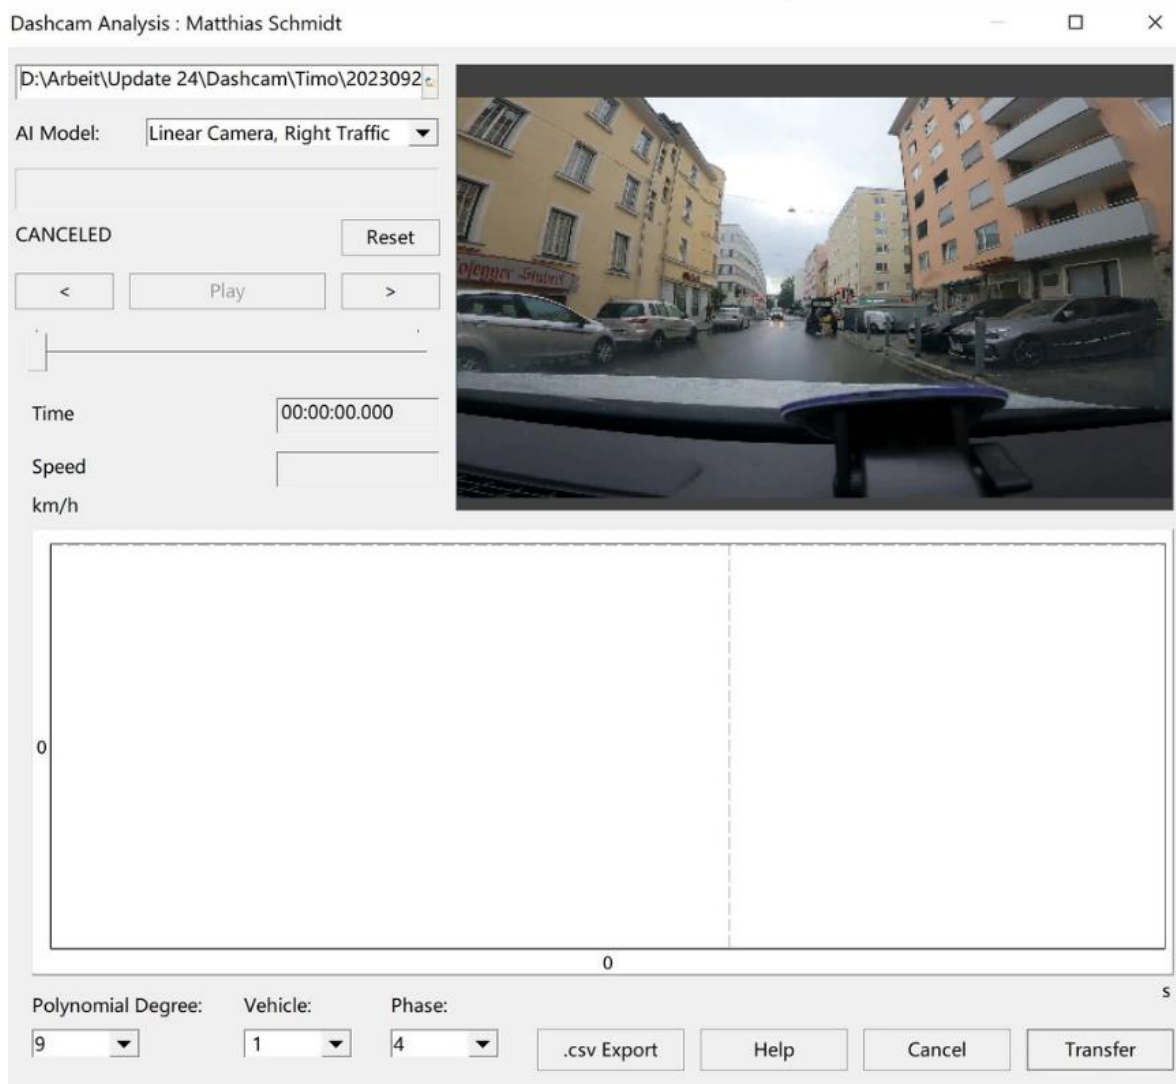 Dashcam Analysis : Matthias Schmidt
D:\Arbeit\Update 24\Dashcam\Timo\2023092
AI Model:
Linear Camera, Right Traffic
CANCELED
Reset
<
Play
>
Time
00:00:00.000
Speed
km/h
0
0
s
Polynomial Degree:
Vehicle:
Phase:
9
1
4
.csv Export
Help
Cancel
Transfer